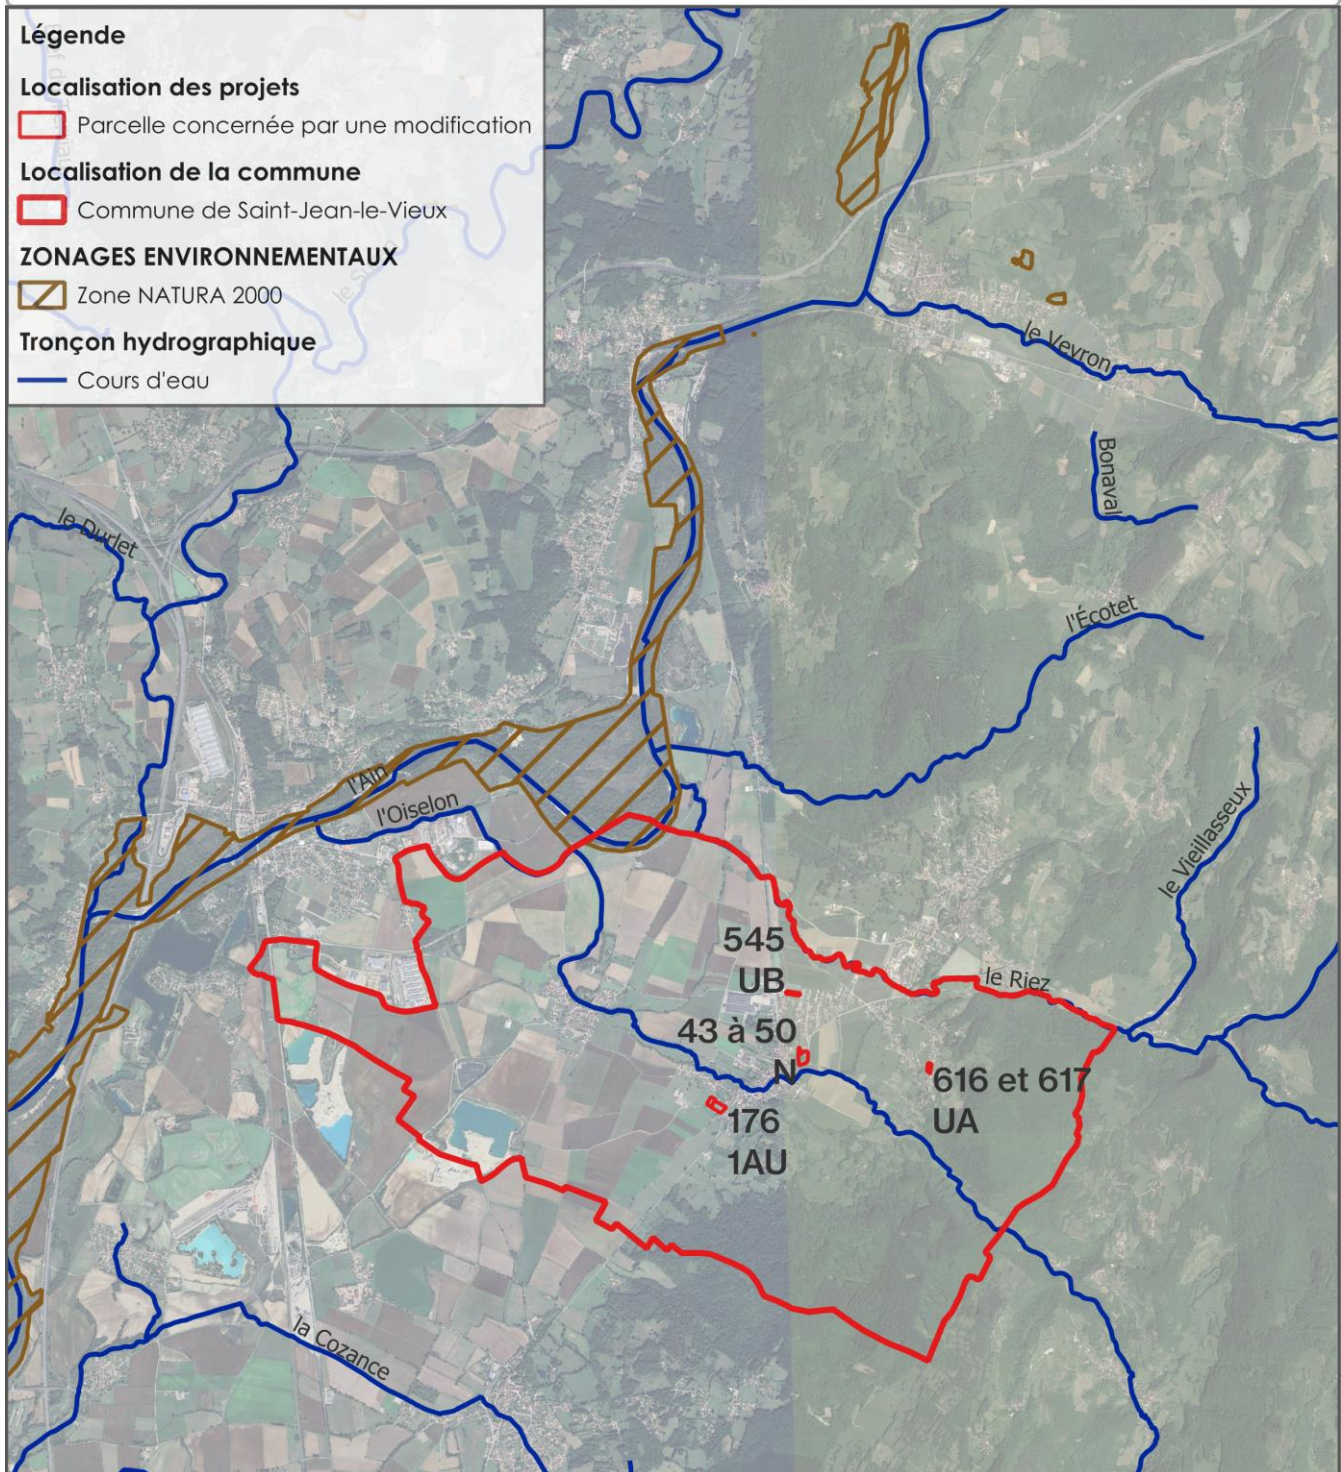 Légende
Localisation des projets
Parcelle concernée par une modification
Localisation de la commune
Commune de Saint-Jean-le-Vieux
ZONAGES ENVIRONNEMENTAUX
Zone NATURA 2000
Tronçon hydrographique
Cours d'eau
le Veyron
Bonaval
le Durlet
l'Écotet
l'Ain
l'Oiselon
le Vieillasseux
545
UB
le Riez
43 à 50
N
616 et 617
UA
176
1AU
la Cozance